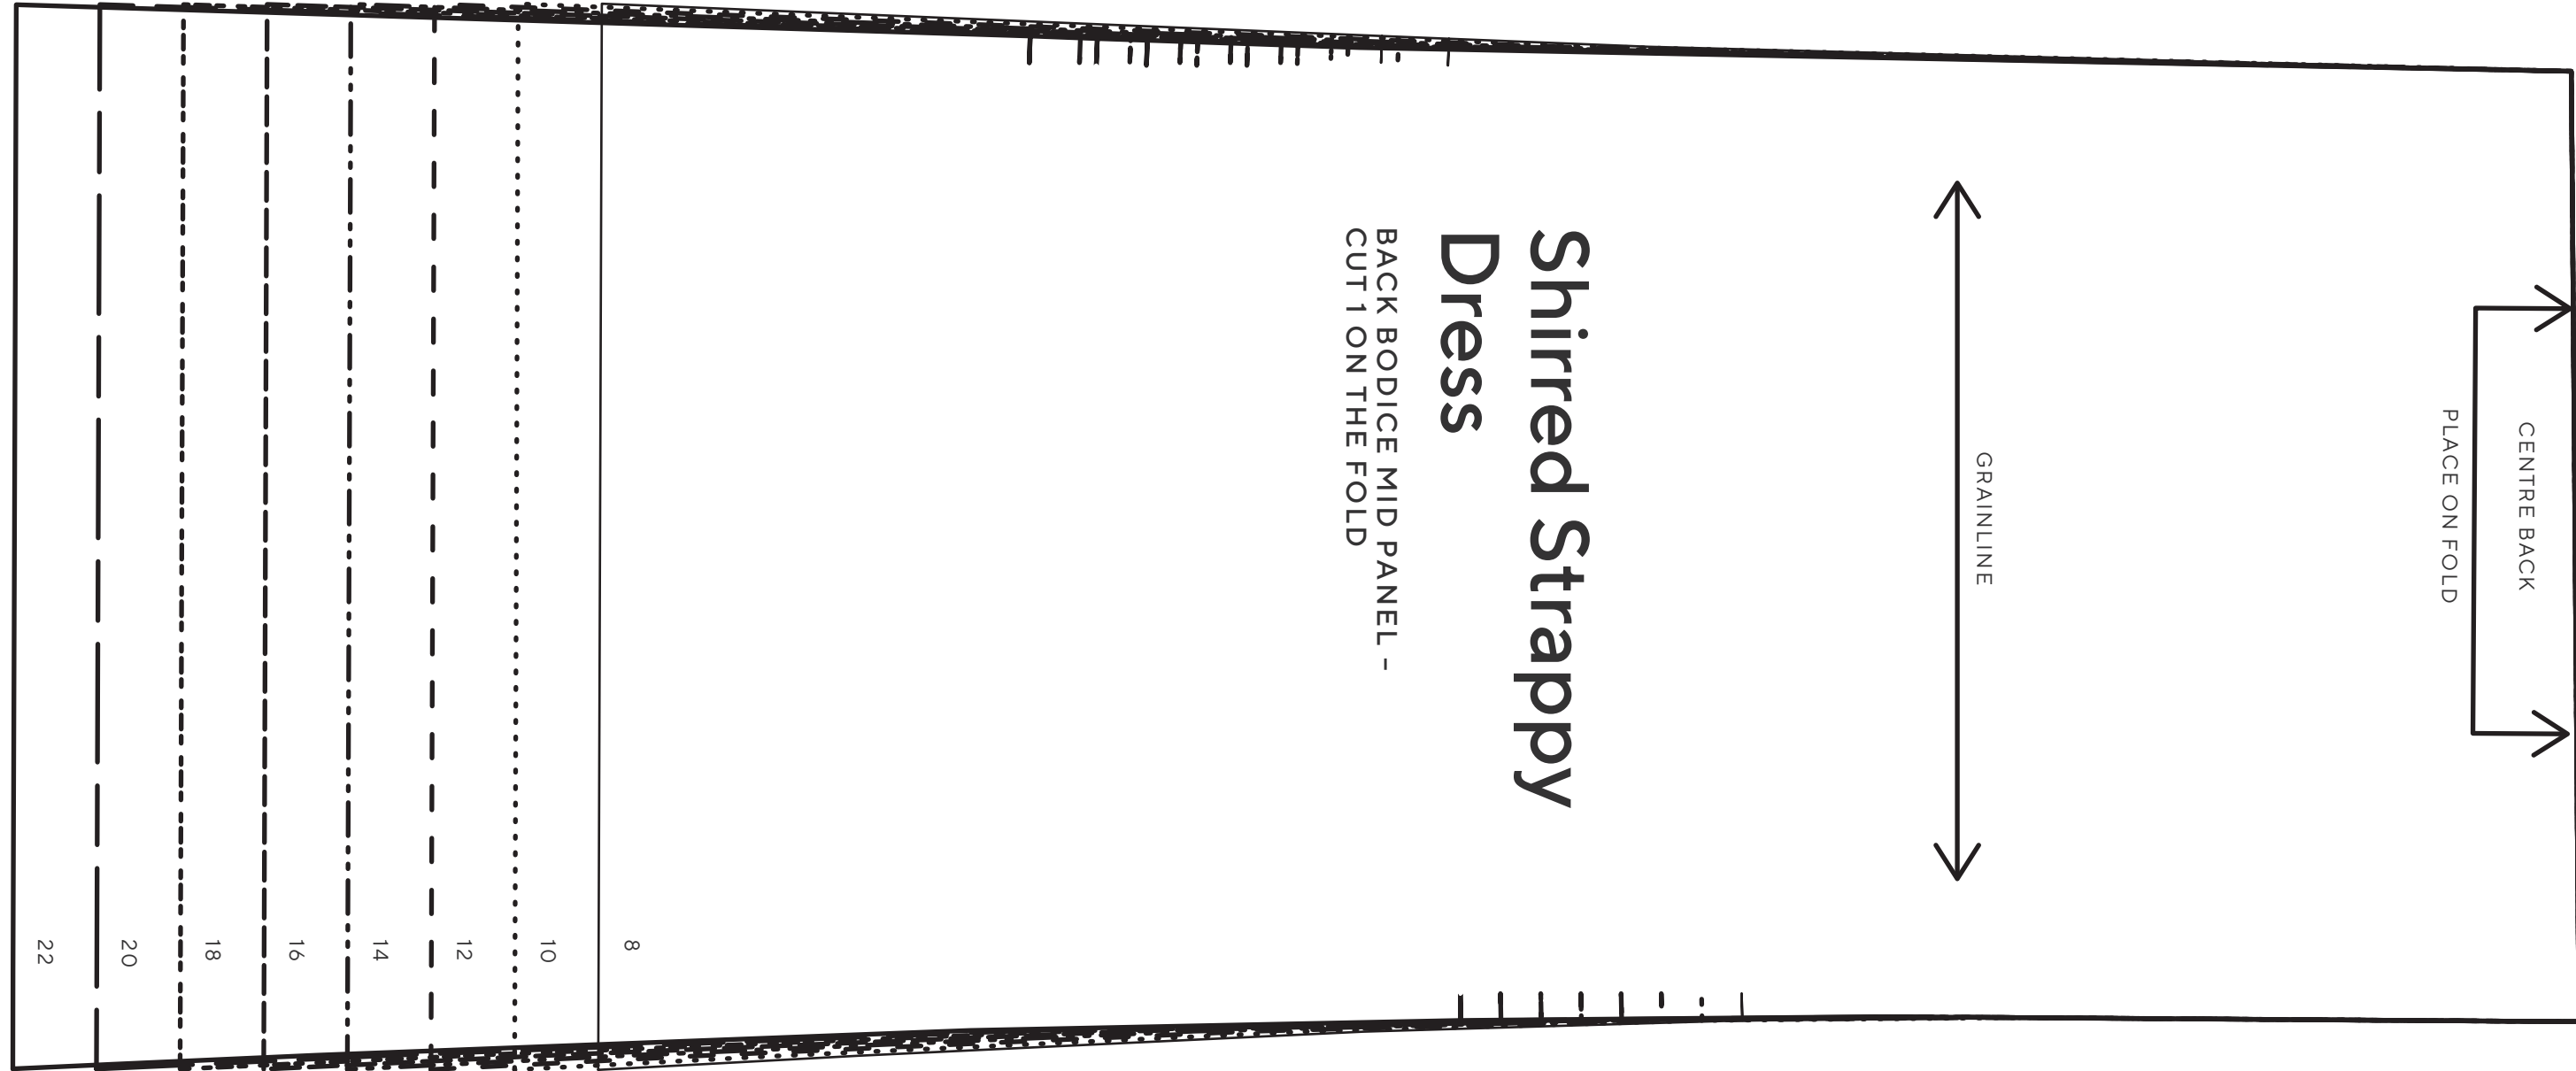 Shirred Strappy
Dress
BACK BODICE MID PANEL –
CUT 1 ON THE FOLD
GRAINLINE
CENTRE BACK
PLACE ON FOLD
8
10
12
14
16
18
20
22